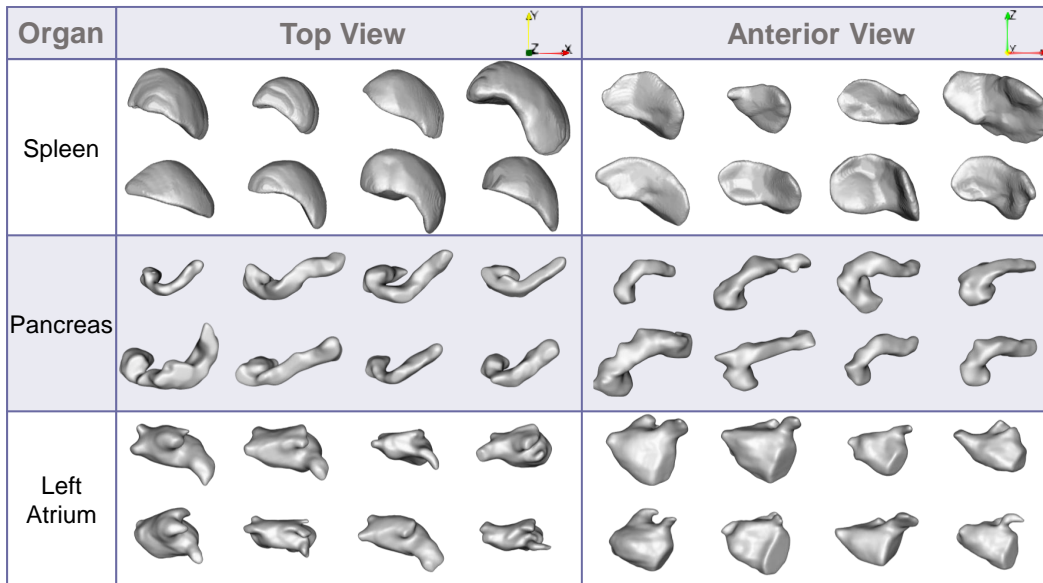 Organ
Top View
Y
Z
X
Anterior View
Z
Y
Spleen
Pancreas
Left
Atrium